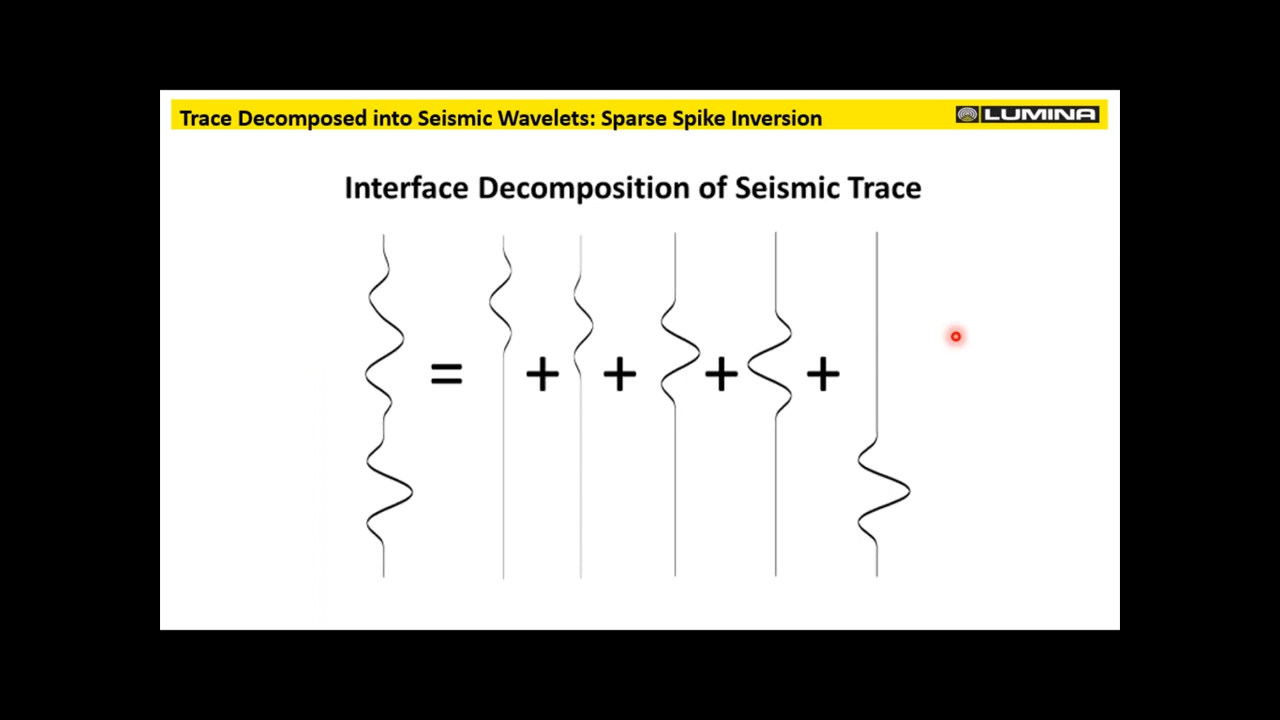 Trace Decomposed into Seismic Wavelets: Sparse Spike Inversion
LUMINA
Interface Decomposition of Seismic Trace
= + + + +